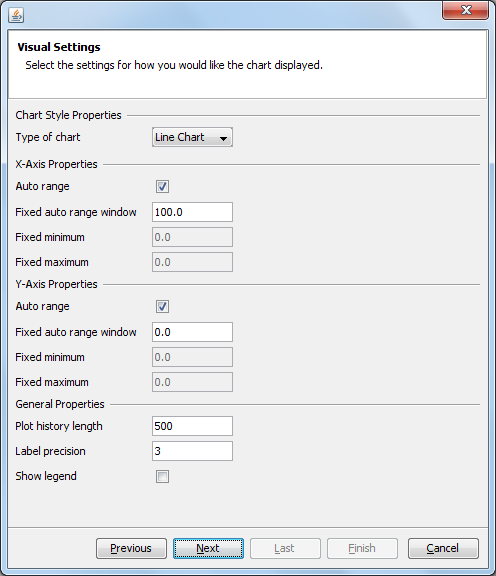 Visual Settings
Select the settings for how you would like the chart displayed.
Chart Style Properties
Type of chart Line Chart
X-Axis Properties
Auto range
Fixed auto range window 100.0
Fixed minimum 0.0
Fixed maximum 0.0
Y-Axis Properties
Auto range
Fixed auto range window 0.0
Fixed minimum 0.0
Fixed maximum 0.0
General Properties
Plot history length 500
Label precision 3
Show legend
Previous Next Last Finish Cancel